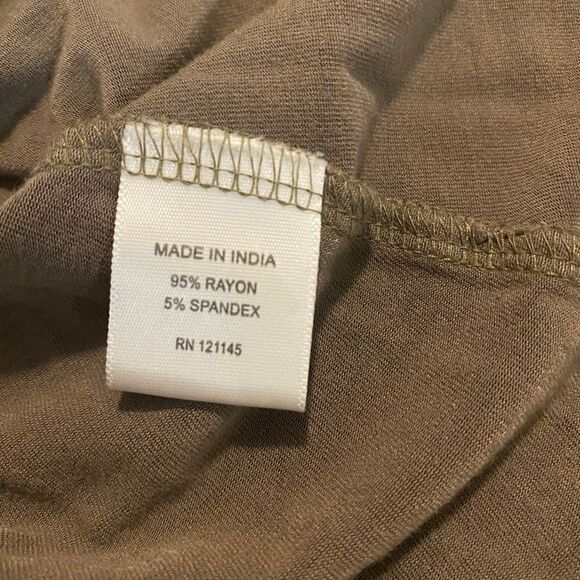 MADE IN INDIA
95% RAYON
5% SPANDEX
RN 121145